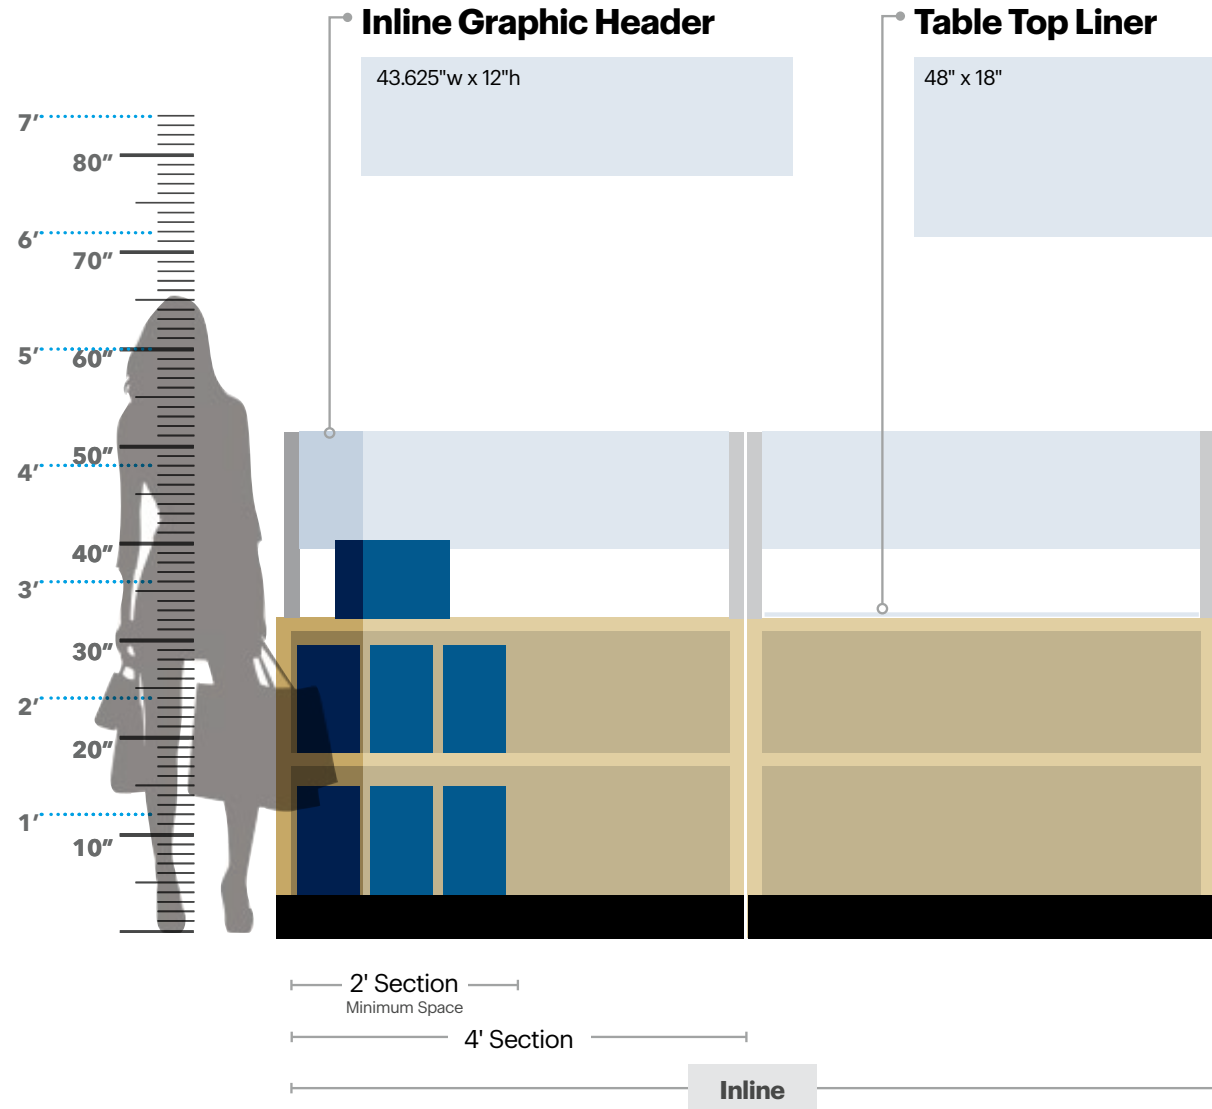 Inline Graphic Header
43.625"w x 12"h
Table Top Liner
48" x 18"
7′
80″
6′
70″
5′
60″
50″
4′
40″
3′
30″
2′
20″
1′
10″
2' Section
Minimum Space
4' Section
Inline